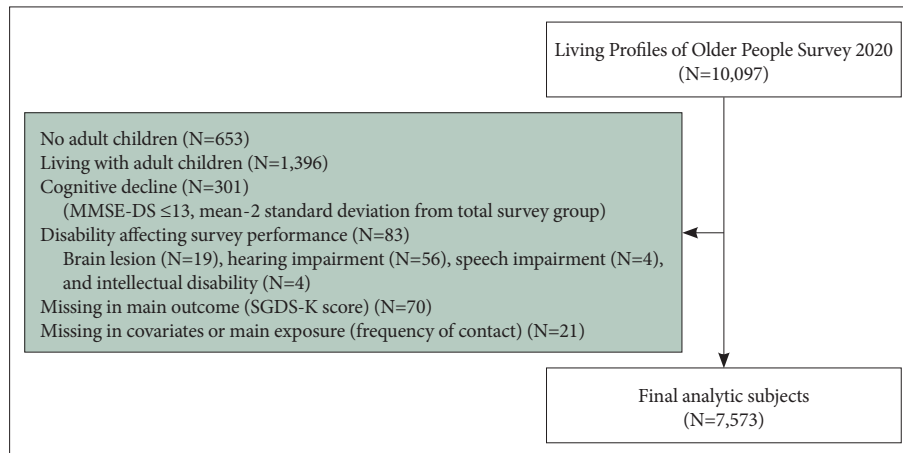 Living Profiles of Older People Survey 2020
(N=10,097)
No adult children (N=653)
Living with adult children (N=1,396)
Cognitive decline (N=301)
(MMSE-DS ≤13, mean-2 standard deviation from total survey group)
Disability affecting survey performance (N=83)
Brain lesion (N=19), hearing impairment (N=56), speech impairment (N=4),
and intellectual disability (N=4)
Missing in main outcome (SGDS-K score) (N=70)
Missing in covariates or main exposure (frequency of contact) (N=21)
Final analytic subjects
(N=7,573)